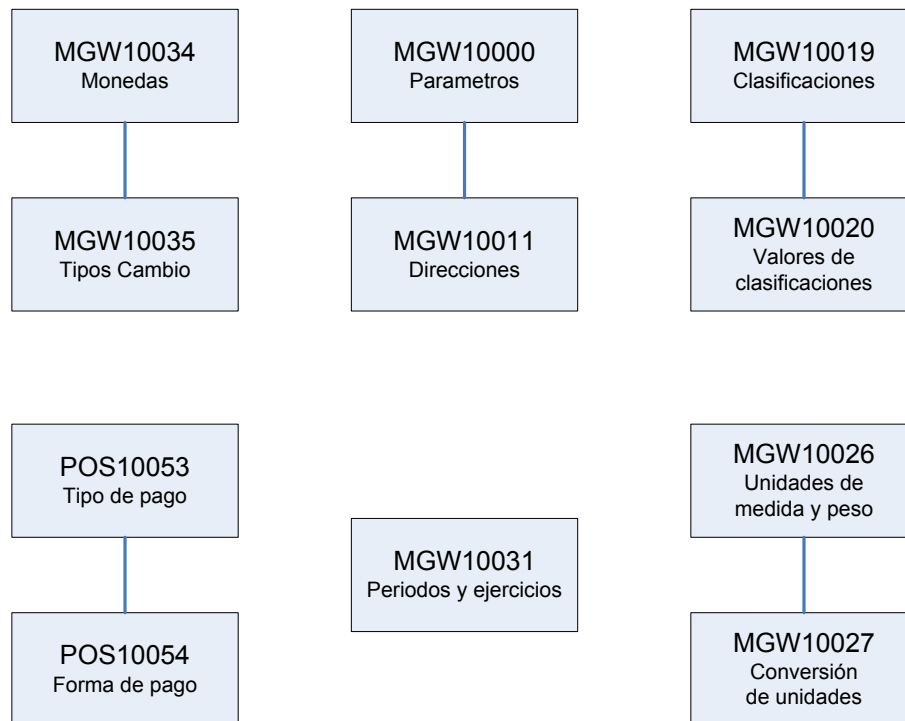 MGW10034
Monedas
MGW10000
Parametros
MGW10019
Clasificaciones
MGW10035
Tipos Cambio
MGW10011
Direcciones
MGW10020
Valores de
clasificaciones
POS10053
Tipo de pago
MGW10031
Periodos y ejercicios
MGW10026
Unidades de
medida y peso
POS10054
Forma de pago
MGW10027
Conversión
de unidades